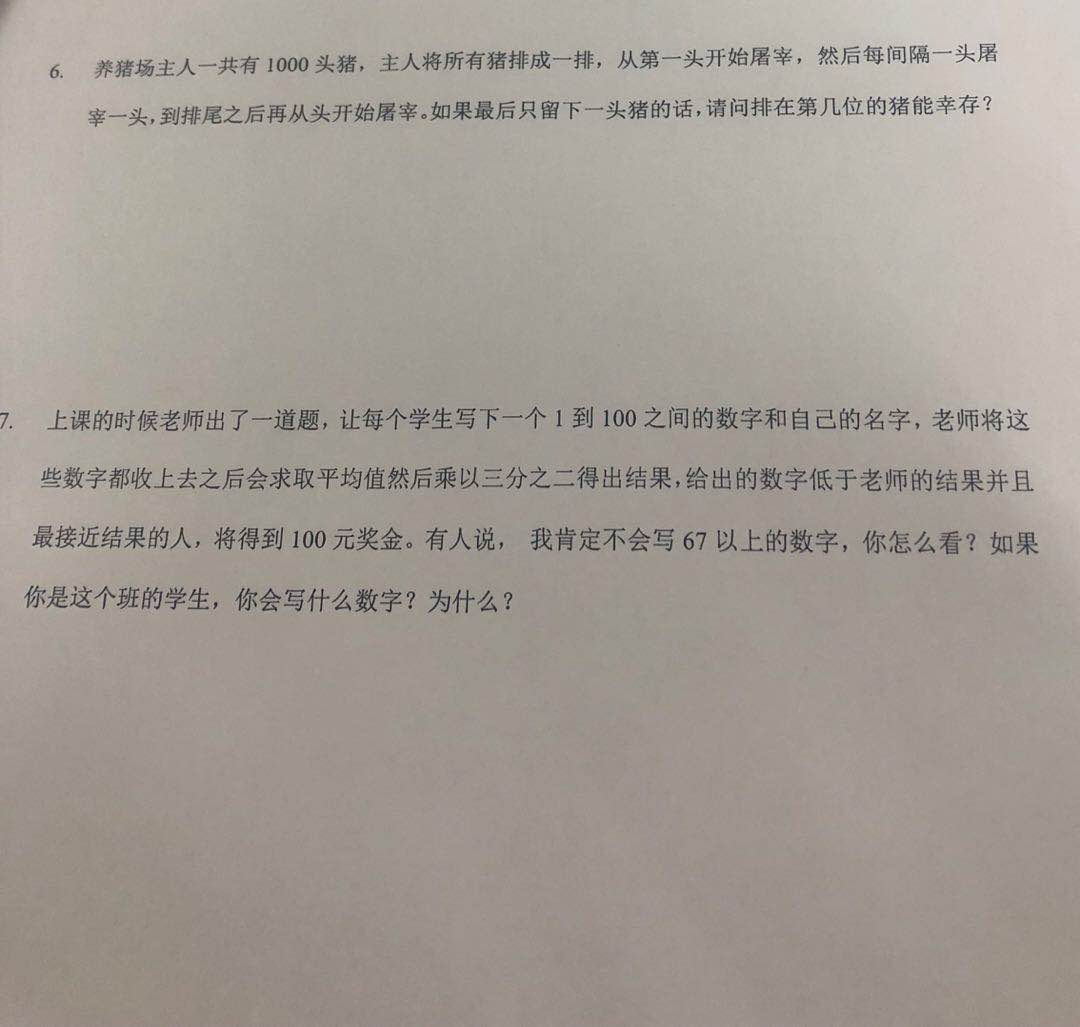 6. 养猪场主人一共有 1000 头猪，主人将所有猪排成一排，从第一头开始屠宰，然后每间隔一头屠
宰一头，到排尾之后再从头开始屠宰。如果最后只留下一头猪的话，请问排在第几位的猪能幸存？
7. 上课的时候老师出了一道题，让每个学生写下一个 1 到 100 之间的数字和自己的名字，老师将这
些数字都收上去之后会求取平均值然后乘以三分之二得出结果，给出的数字低于老师的结果并且
最接近结果的人，将得到 100 元奖金。有人说， 我肯定不会写 67 以上的数字，你怎么看？如果
你是这个班的学生，你会写什么数字？为什么？